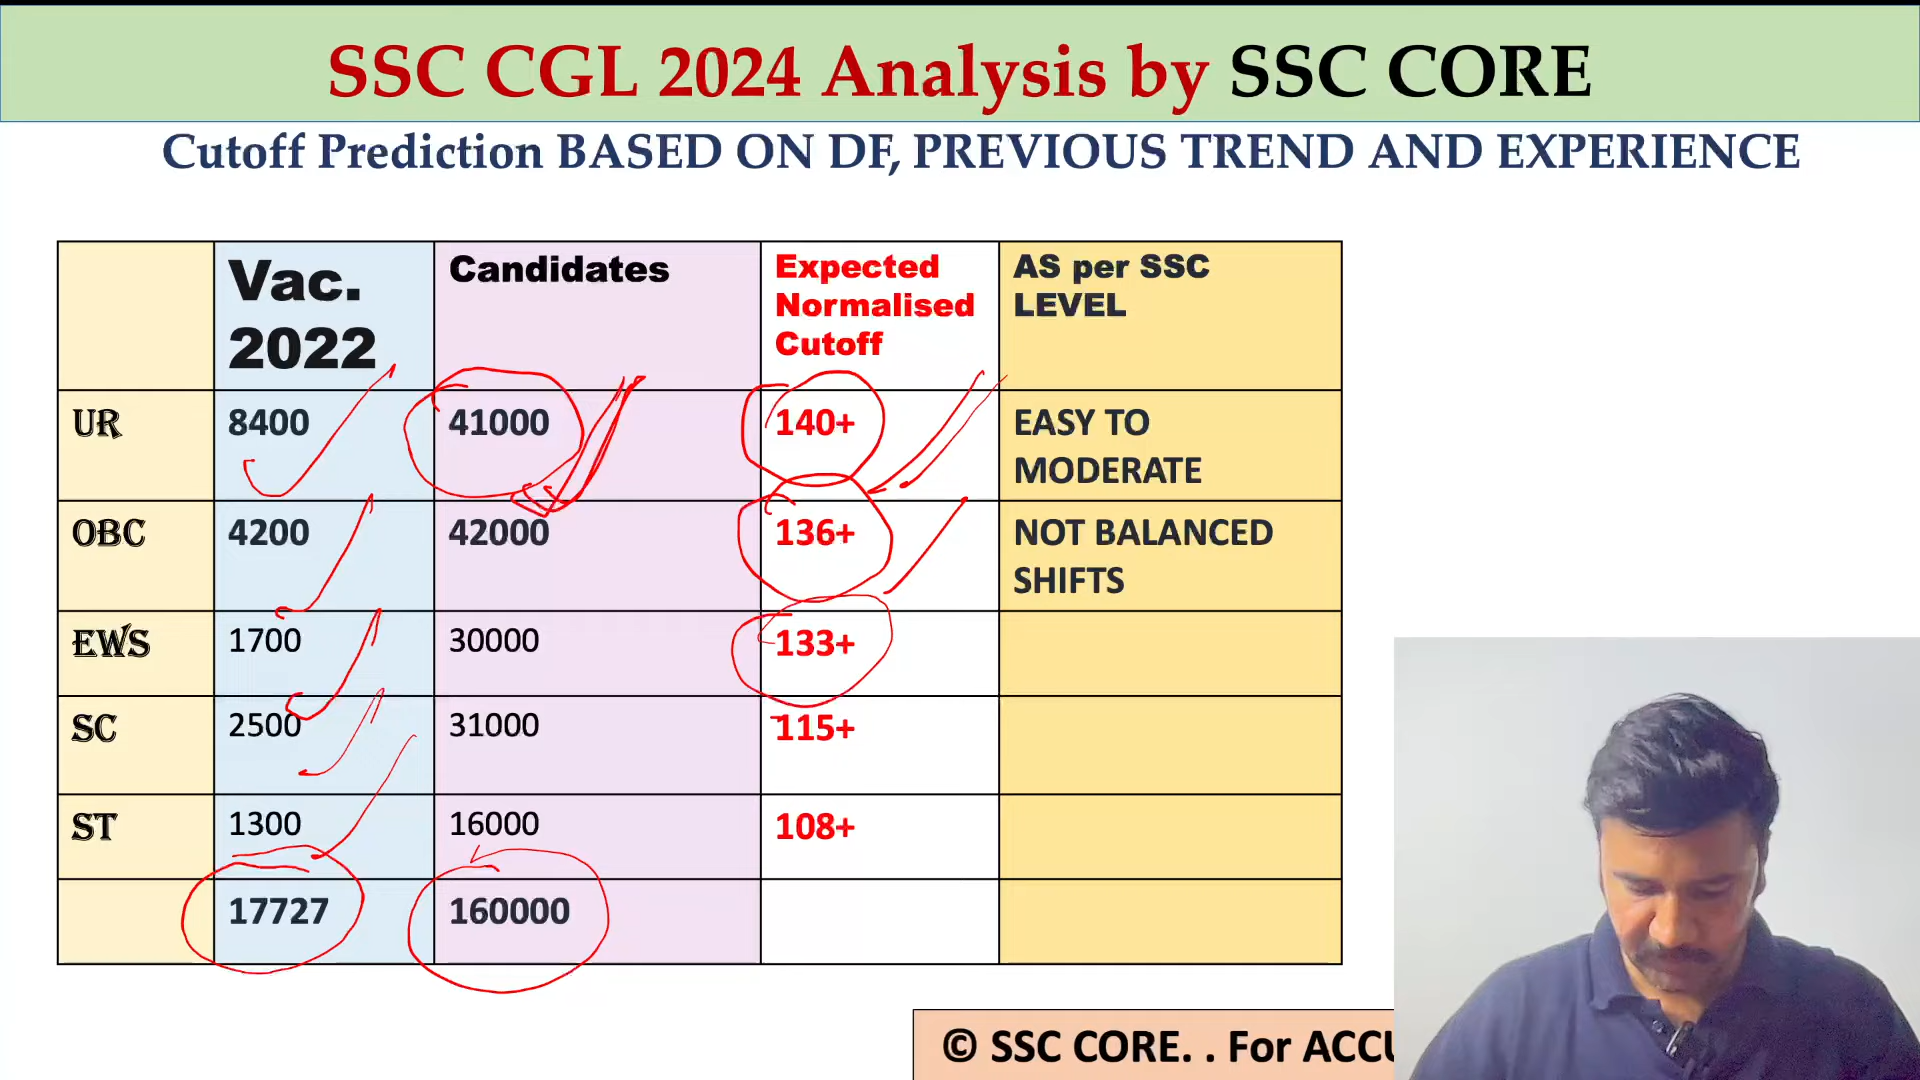 SSC CGL 2024 Analysis by SSC CORE
Cutoff Prediction BASED ON DF, PREVIOUS TREND AND EXPERIENCE
Vac. 2022 Candidates Expected Normalised Cutoff AS per SSC LEVEL
UR 8400 41000 140+ EASY TO MODERATE
OBC 4200 42000 136+ NOT BALANCED SHIFTS
EWS 1700 30000 133+
SC 2500 31000 115+
ST 1300 16000 108+
17727 160000
© SSC CORE. . For